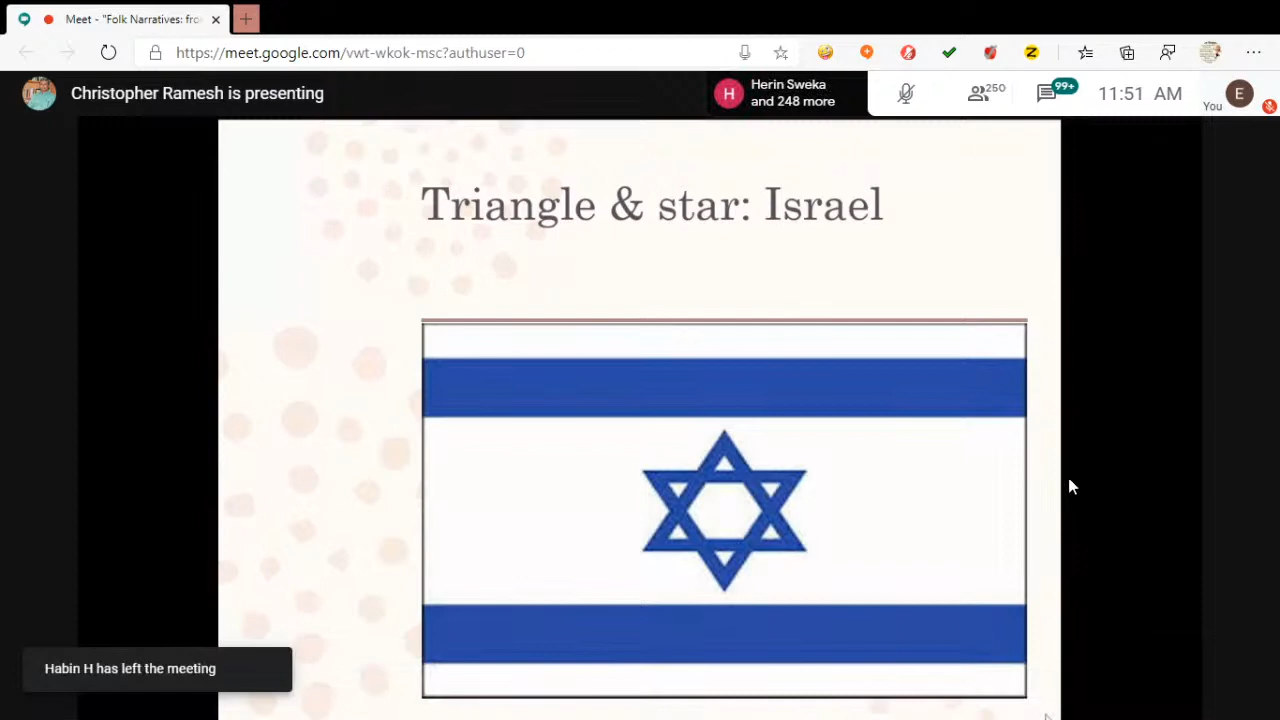 Meet - "Folk Narratives: fro
https://meet.google.com/vwt-wkok-msc?authuser=0
Christopher Ramesh is presenting
H
Herin Sweka
and 248 more
250
99+
11:51 AM
You
E
Triangle & star: Israel
Habin H has left the meeting